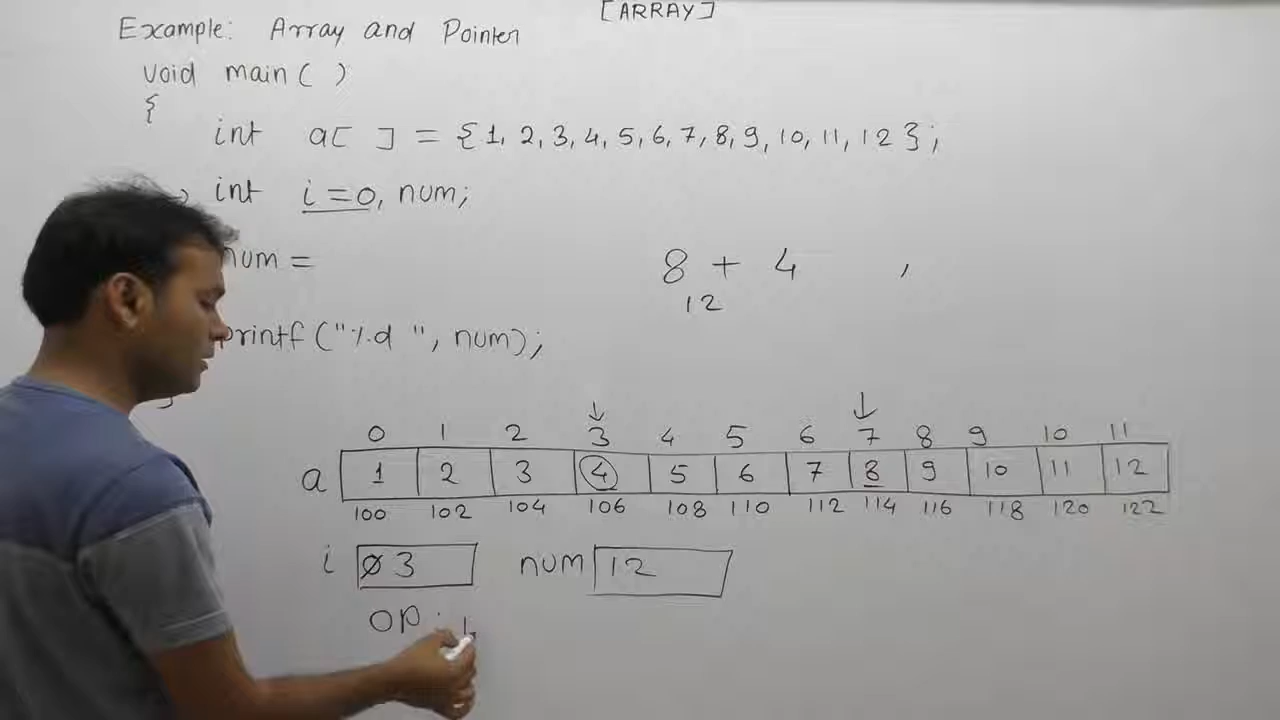 [ARRAY]
Example: Array and Pointer
void main( )
{
int a[ ] = {1, 2, 3, 4, 5, 6, 7, 8, 9, 10, 11, 12};
int i=0, num;
num =
8 + 4 ,
12
printf("%d ", num);
}
0 1 2 3 4 5 6 7 8 9 10 11
a 1 2 3 4 5 6 7 8 9 10 11 12
100 102 104 106 108 110 112 114 116 118 120 122
i 0 3 num 12
OP: 1